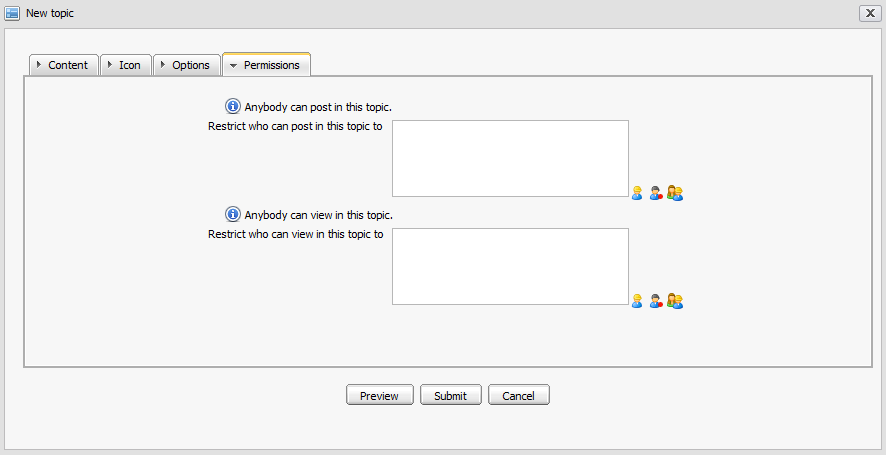 New topic
Content Icon Options Permissions
Anybody can post in this topic.
Restrict who can post in this topic to
Anybody can view in this topic.
Restrict who can view in this topic to
Preview Submit Cancel